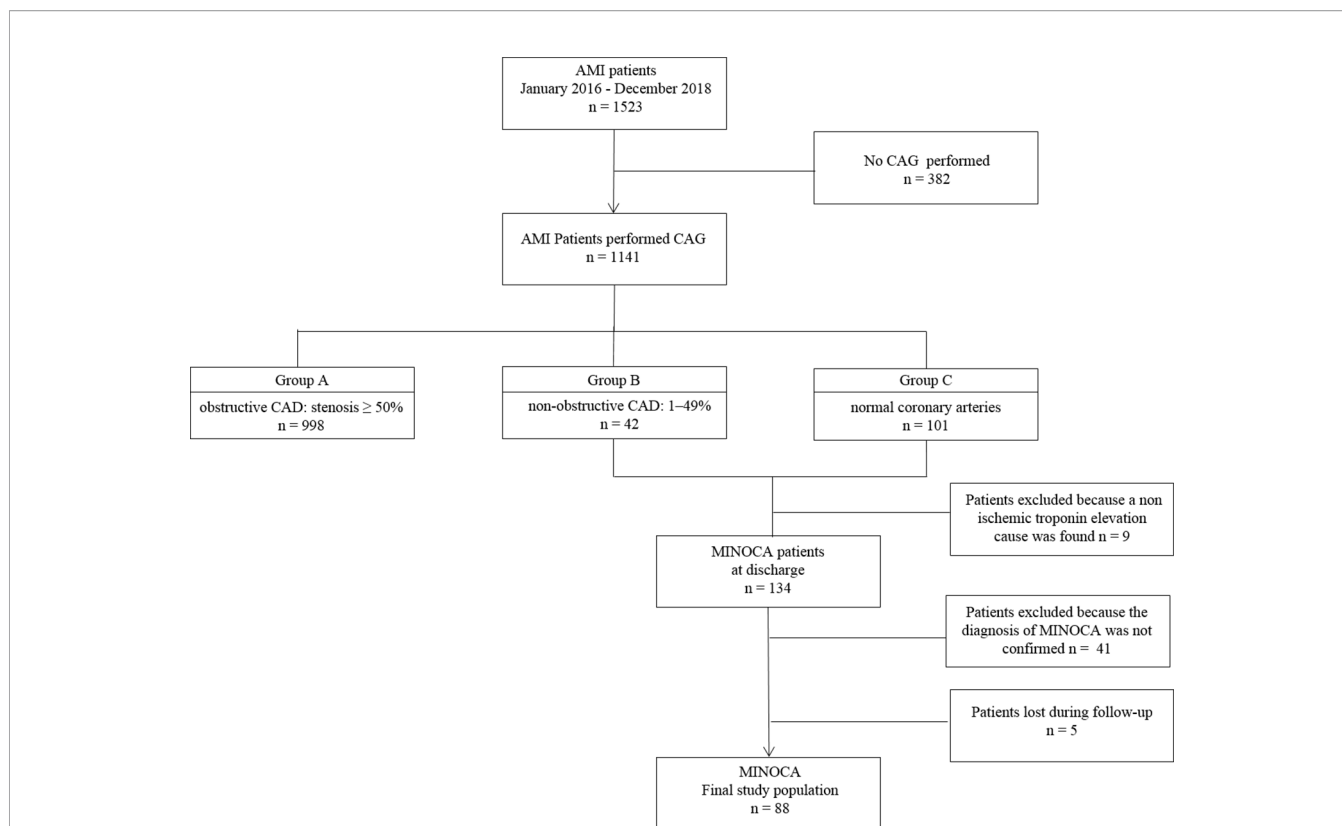 AMI patients
January 2016 - December 2018
n = 1523
No CAG performed
n = 382
AMI Patients performed CAG
n = 1141
Group A
obstructive CAD: stenosis ≥ 50%
n = 998
Group B
non-obstructive CAD: 1–49%
n = 42
Group C
normal coronary arteries
n = 101
Patients excluded because a non
ischemic troponin elevation
cause was found n = 9
MINOCA patients
at discharge
n = 134
Patients excluded because the
diagnosis of MINOCA was not
confirmed n = 41
Patients lost during follow-up
n = 5
MINOCA
Final study population
n = 88